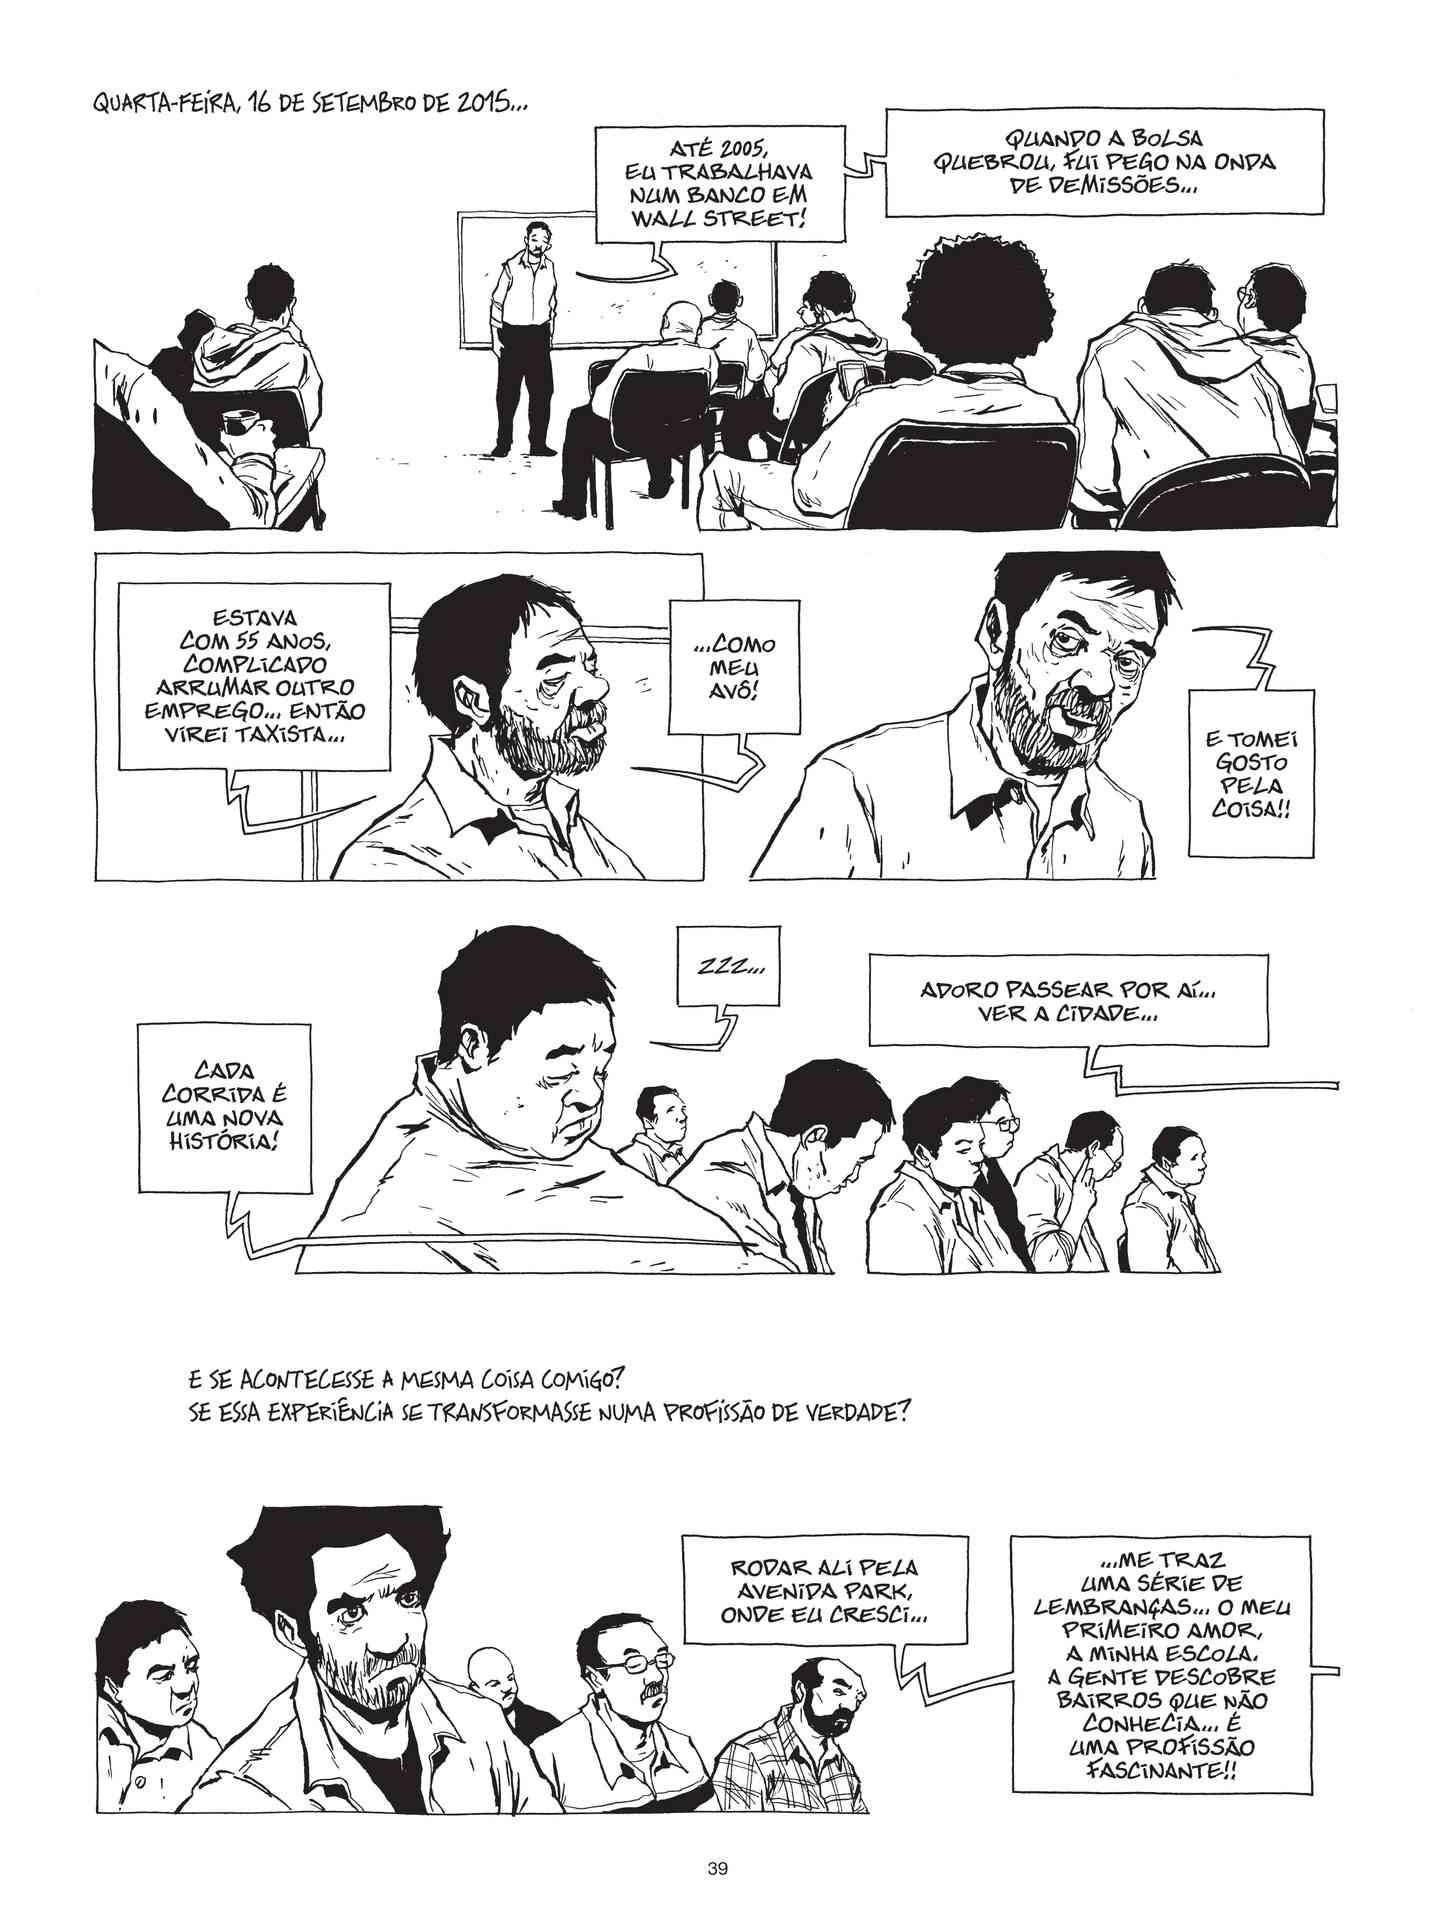 QUARTA-FEIRA, 16 DE SETEMBRO DE 2015...
ATÉ 2005,
EU TRABALHAVA
NUM BANCO EM
WALL STREET!
QUANDO A BOLSA
QUEBROU, FUI PEGO NA ONDA
DE DEMISSÕES...
ESTAVA
COM 55 ANOS,
COMPLICADO
ARRUMAR OUTRO
EMPREGO... ENTÃO
VIREI TAXISTA...
...COMO
MEU
AVÔ!
E TOMEI
GOSTO
PELA
COISA!!
CADA
CORRIDA É
UMA NOVA
HISTÓRIA!
ZZZ...
ADORO PASSEAR POR AÍ...
VER A CIDADE...
E SE ACONTECESSE A MESMA COISA COMIGO?
SE ESSA EXPERIÊNCIA SE TRANSFORMASSE NUMA PROFISSÃO DE VERDADE?
RODAR ALI PELA
AVENIDA PARK,
ONDE EU CRESCI...
...ME TRAZ
UMA SÉRIE DE
LEMBRANÇAS... O MEU
PRIMEIRO AMOR,
A MINHA ESCOLA.
A GENTE DESCOBRE
BAIRROS QUE NÃO
CONHECIA... É
UMA PROFISSÃO
FASCINANTE!!
39